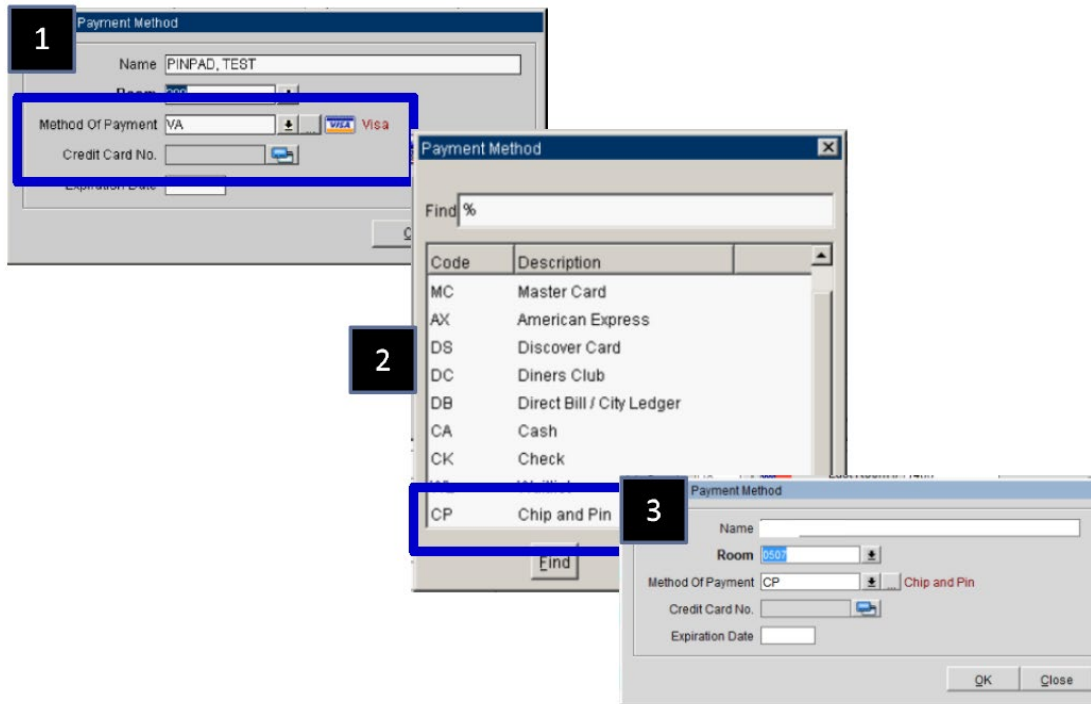 1
Payment Method
Name PINPAD, TEST
Room
Method Of Payment VA ... VISA Visa
Credit Card No.
Expiration Date
2
Payment Method
Find %
Code Description
MC Master Card
AX American Express
DS Discover Card
DC Diners Club
DB Direct Bill / City Ledger
CA Cash
CK Check
CP Chip and Pin
Find
3
Payment Method
Name
Room 0507
Method Of Payment CP ... Chip and Pin
Credit Card No.
Expiration Date
OK Close